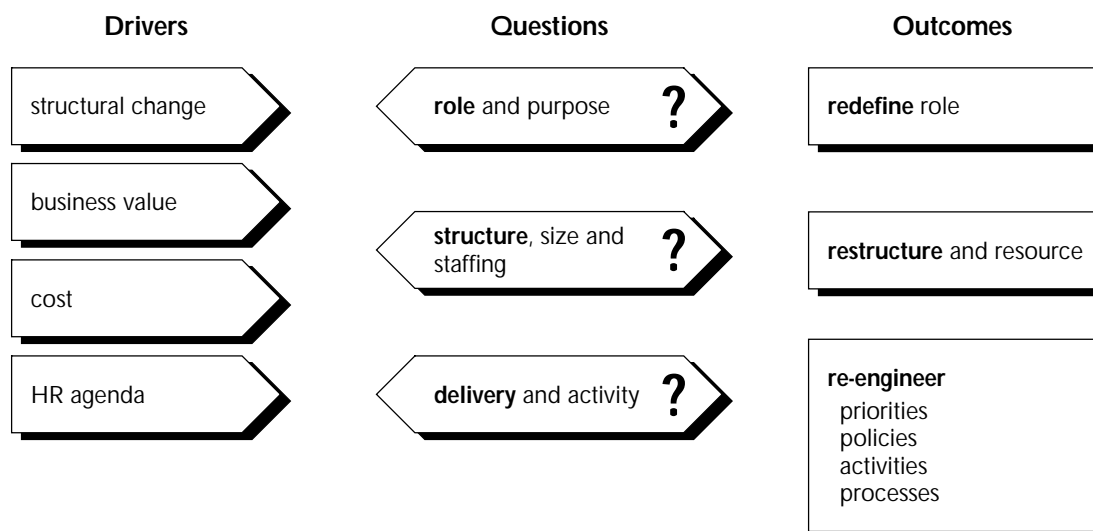 Drivers
Questions
Outcomes
structural change
business value
cost
HR agenda
role and purpose
?
structure, size and
staffing
?
delivery and activity
?
redefine role
restructure and resource
re-engineer
priorities
policies
activities
processes